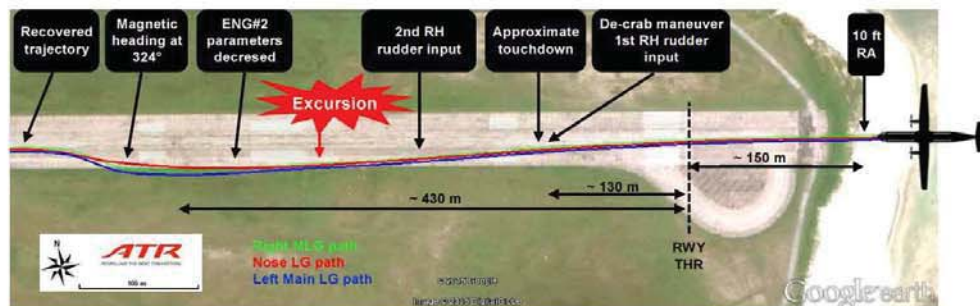 Recovered
trajectory
Magnetic
heading at
324°
ENG#2
parameters
decresed
Excursion
2nd RH
rudder input
Approximate
touchdown
De-crab maneuver
1st RH rudder
input
10 ft
RA
~ 150 m
~ 130 m
~ 430 m
RWY
THR
N
ATR
100 m
Right MLG path
Nose LG path
Left Main LG path
Google earth